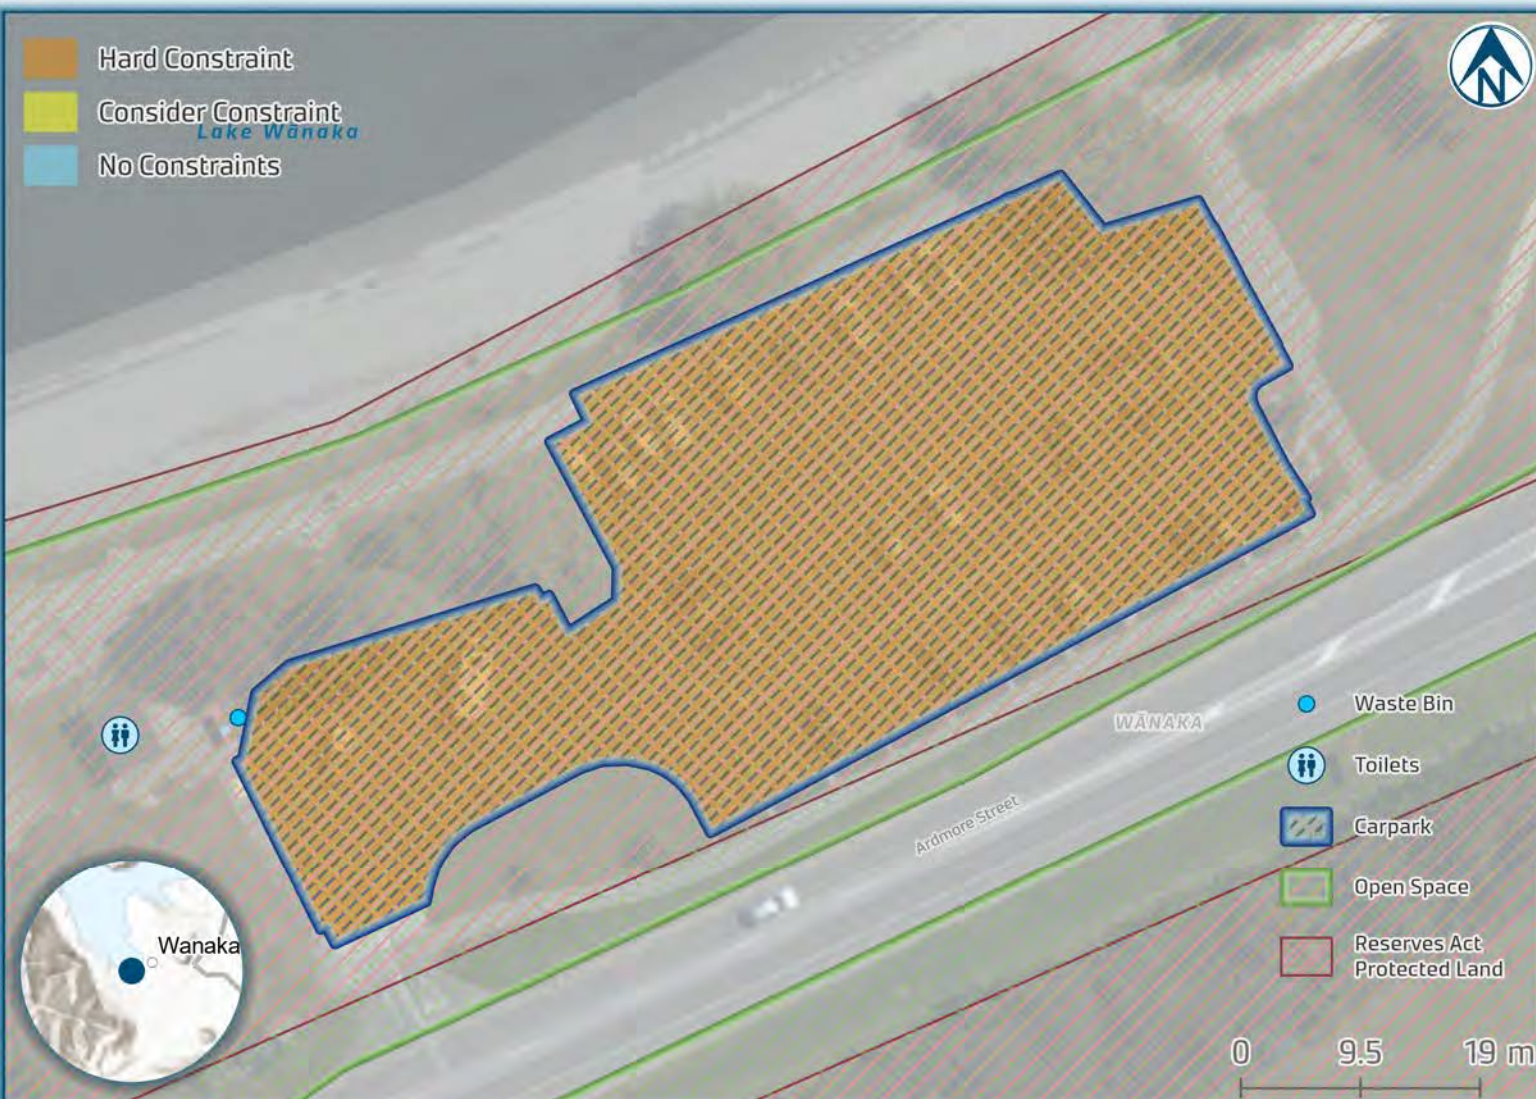 Hard Constraint
Consider Constraint
Lake Wānaka
No Constraints
N
WĀNAKA
Ardmore Street
Waste Bin
Toilets
Carpark
Open Space
Reserves Act
Protected Land
Wanaka
0 9.5 19 m